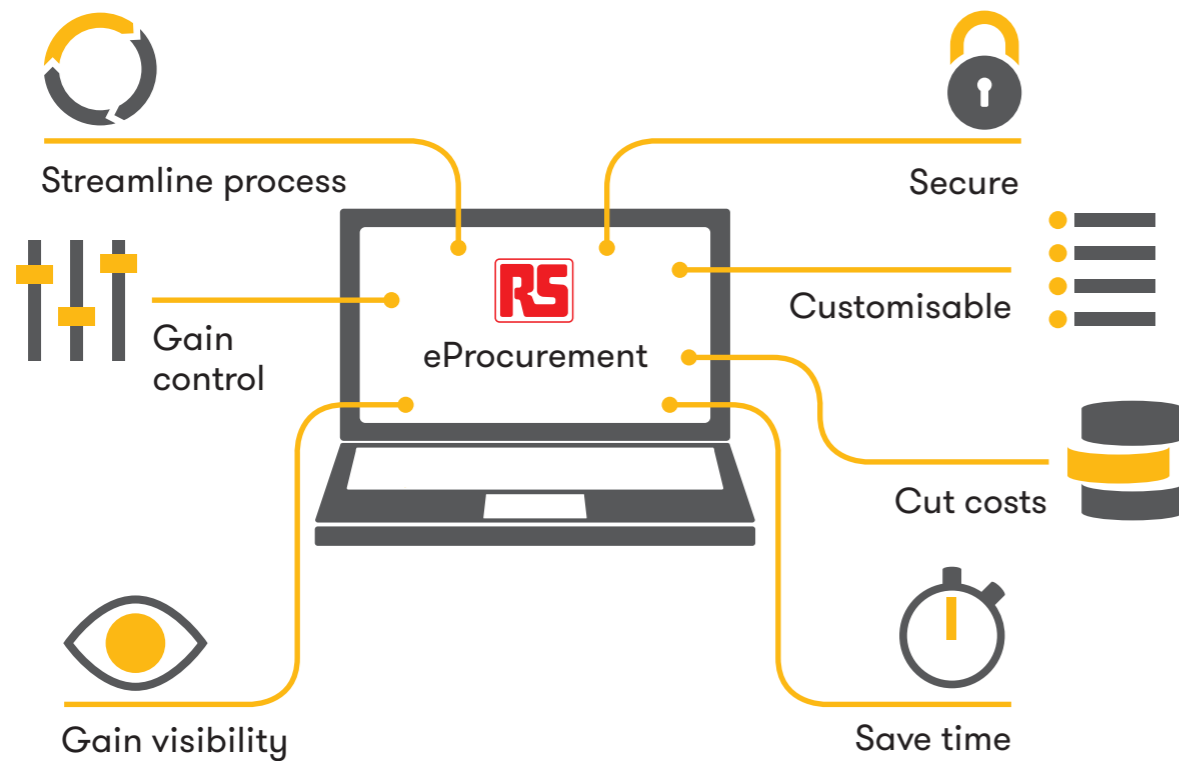 Streamline process
Secure
Gain
control
RS
eProcurement
Customisable
Cut costs
Gain visibility
Save time